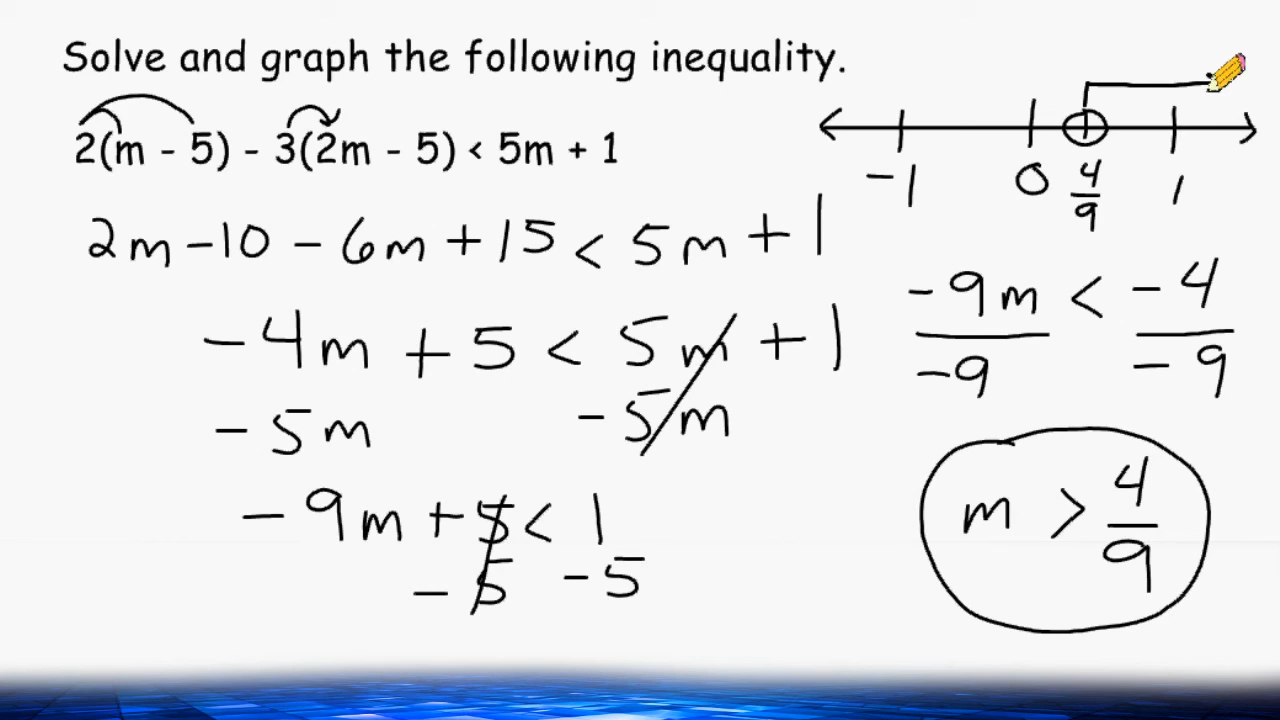 Solve and graph the following inequality.
2(m - 5) - 3(2m - 5) < 5m + 1
2m - 10 - 6m + 15 < 5m + 1
-4m + 5 < 5m + 1
-5m -5m
-9m + 5 < 1
-5 -5
-1 0 4/9 1
-9m < -4
-9 -9
m > 4/9